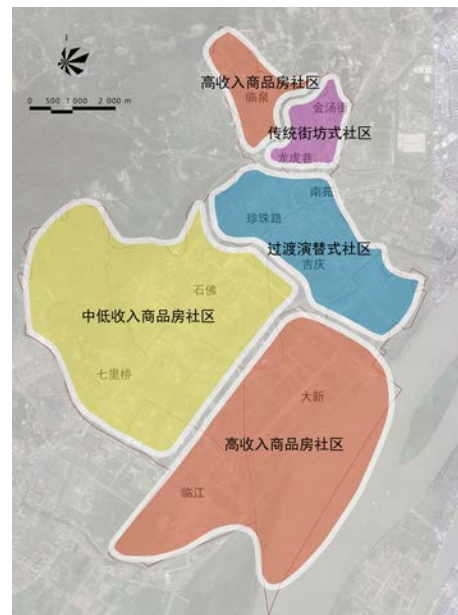 0 500 1 000 2 000 m
高收入商品房社区
临泉
金汤街
传统街坊式社区
龙虎巷
南苑
珍珠路
过渡演替式社区
吉庆
石佛
中低收入商品房社区
七里桥
大新
高收入商品房社区
临江